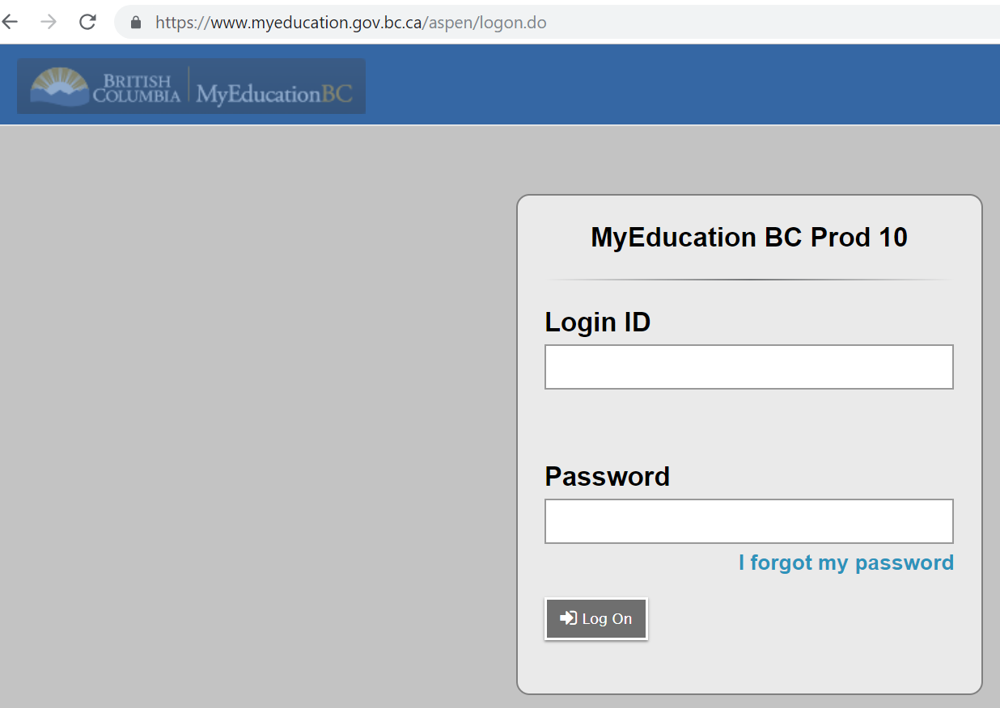 https://www.myeducation.gov.bc.ca/aspen/logon.do
BRITISH
COLUMBIA
MyEducationBC
MyEducation BC Prod 10
Login ID
Password
I forgot my password
Log On